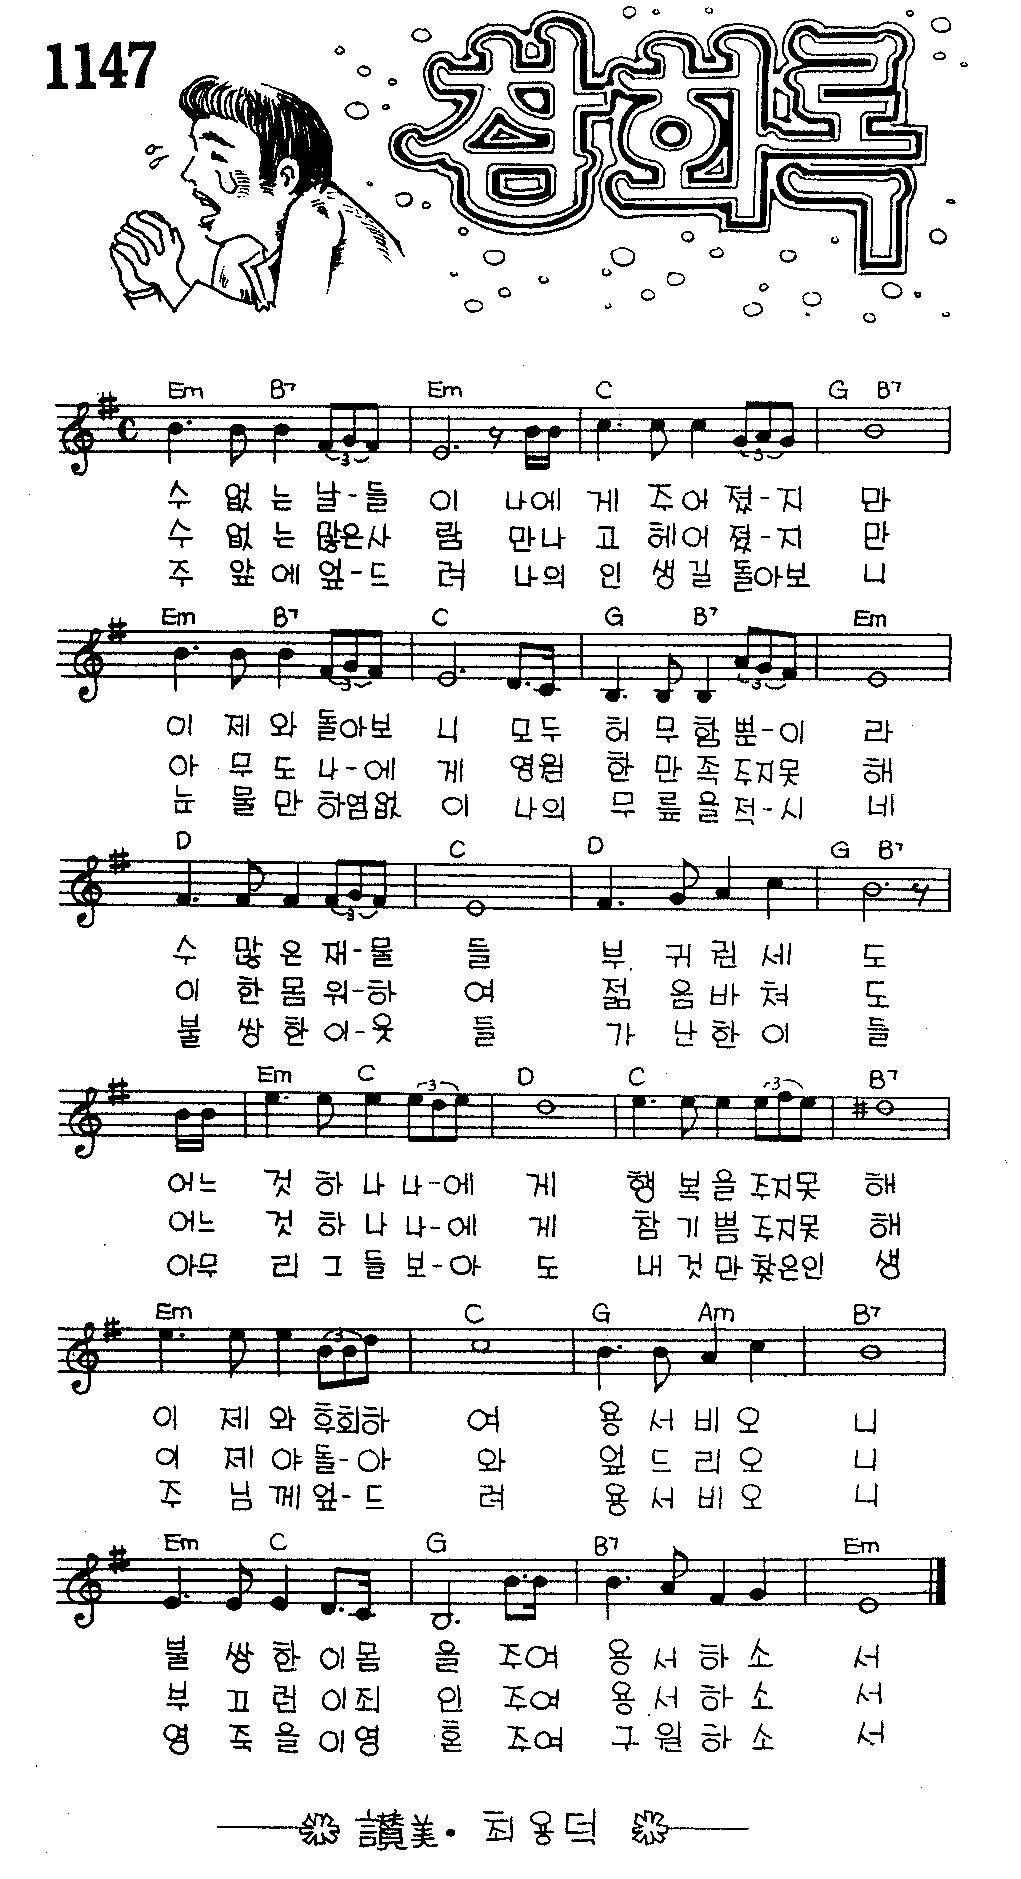 1147
참회록
Em B7 Em C G B7
3 3
수 없 는 날-들 이 나에 게 주어 졌-지 만
수 없 는 많은사 람 만나 고 헤어 졌-지 만
주 앞 에 엎-드 려 나의 인 생 길 돌아보 니
Em B7 C G B7 Em
3 3
이 제 와 돌아보 니 모두 허 무 함 뿐-이 라
아 무 도 나-에 게 영원 한 만 족 주지못 해
눈 물 만 하염없 이 나의 무 릎 을 적-시 네
D C D G B7
3
수 많 은 재-물 들 부 귀 권 세 도
이 한 몸 위-하 여 젊 음 바 쳐 도
불 쌍 한 이-웃 들 가 난 한 이 들
Em C 3 D C 3 B7
어느 것 하 나 나-에 게 행 복 을 주지못 해
어느 것 하 나 나-에 게 참 기 쁨 주지못 해
아무 리 그 들 보-아 도 내 것 만 찾은인 생
Em C G Am B7
3
이 제 와 후회하 여 용 서 비 오 니
이 제 야 돌-아 와 엎 드 리 오 니
주 님 께 엎-드 려 용 서 비 오 니
Em C G B7 Em
불 쌍 한 이 몸 을 주여 용 서 하 소 서
부 끄 런 이 죄 인 주여 용 서 하 소 서
영 죽 을 이 영 혼 주여 구 원 하 소 서
讚美·최용덕